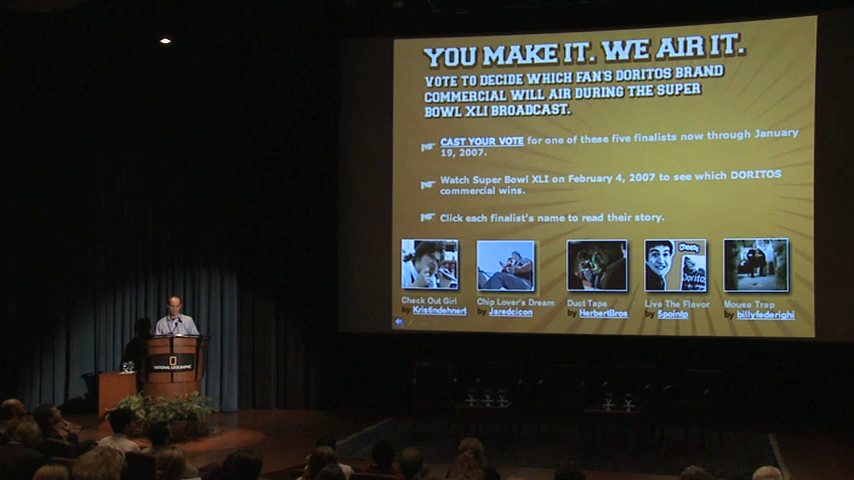 YOU MAKE IT. WE AIR IT.
VOTE TO DECIDE WHICH FAN'S DORITOS BRAND
COMMERCIAL WILL AIR DURING THE SUPER
BOWL XLI BROADCAST.
CAST YOUR VOTE for one of these five finalists now through January
19, 2007.
Watch Super Bowl XLI on February 4, 2007 to see which DORITOS
commercial wins.
Click each finalist's name to read their story.
Check Out Girl
by Kristindehnert
Chip Lover's Dream
by Jaredcicon
Duct Tape
by HerbertBros
Live The Flavor
by 5pointp
Mouse Trap
by billyfederighi
NATIONAL GEOGRAPHIC